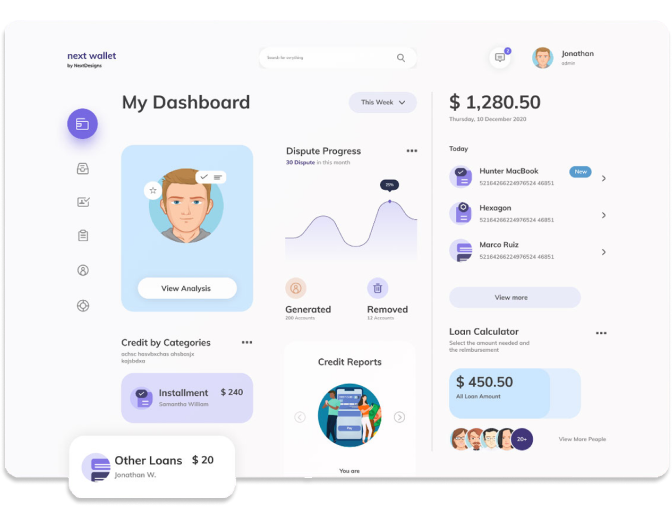 next wallet
by NextDesigns
Search for anything
2
Jonathan
admin
My Dashboard
This Week
$ 1,280.50
Thursday, 10 December 2020
View Analysis
Dispute Progress
30 Dispute in this month
25%
Generated
200 Accounts
Removed
12 Accounts
Today
Hunter MacBook
New
52164266224976524 46851
Hexagon
52164266224976524 46851
Marco Ruiz
52164266224976524 46851
View more
Credit by Categories
Installment
$ 240
Samantha William
Other Loans $ 20
Jonathan W.
Credit Reports
You are
Loan Calculator
Select the amount needed and
the reimbursement
$ 450.50
All Loan Amount
20+
View More People